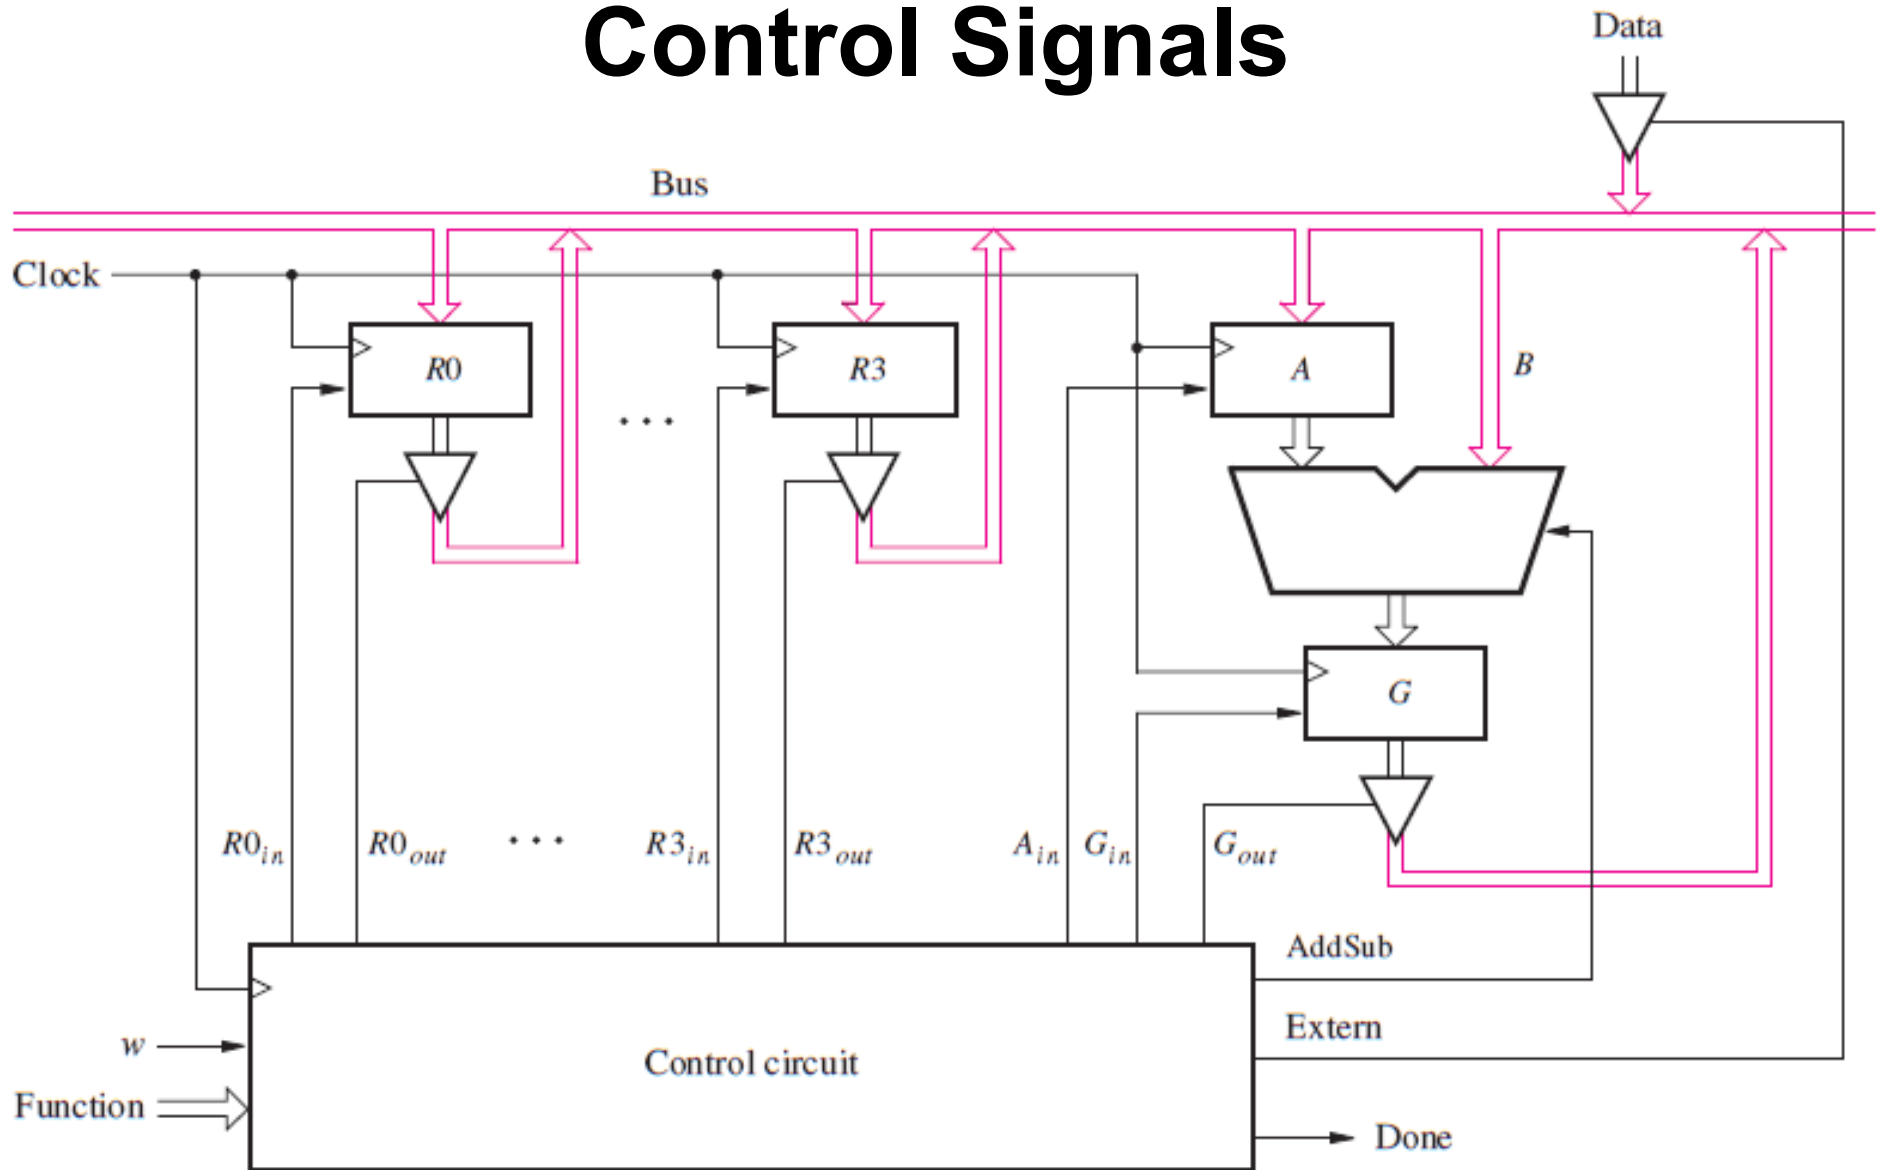 Control Signals
Data
Bus
Clock
R0
R3
A
B
...
G
R0in
R0out
...
R3in
R3out
Ain
Gin
Gout
AddSub
Extern
w
Control circuit
Function
Done